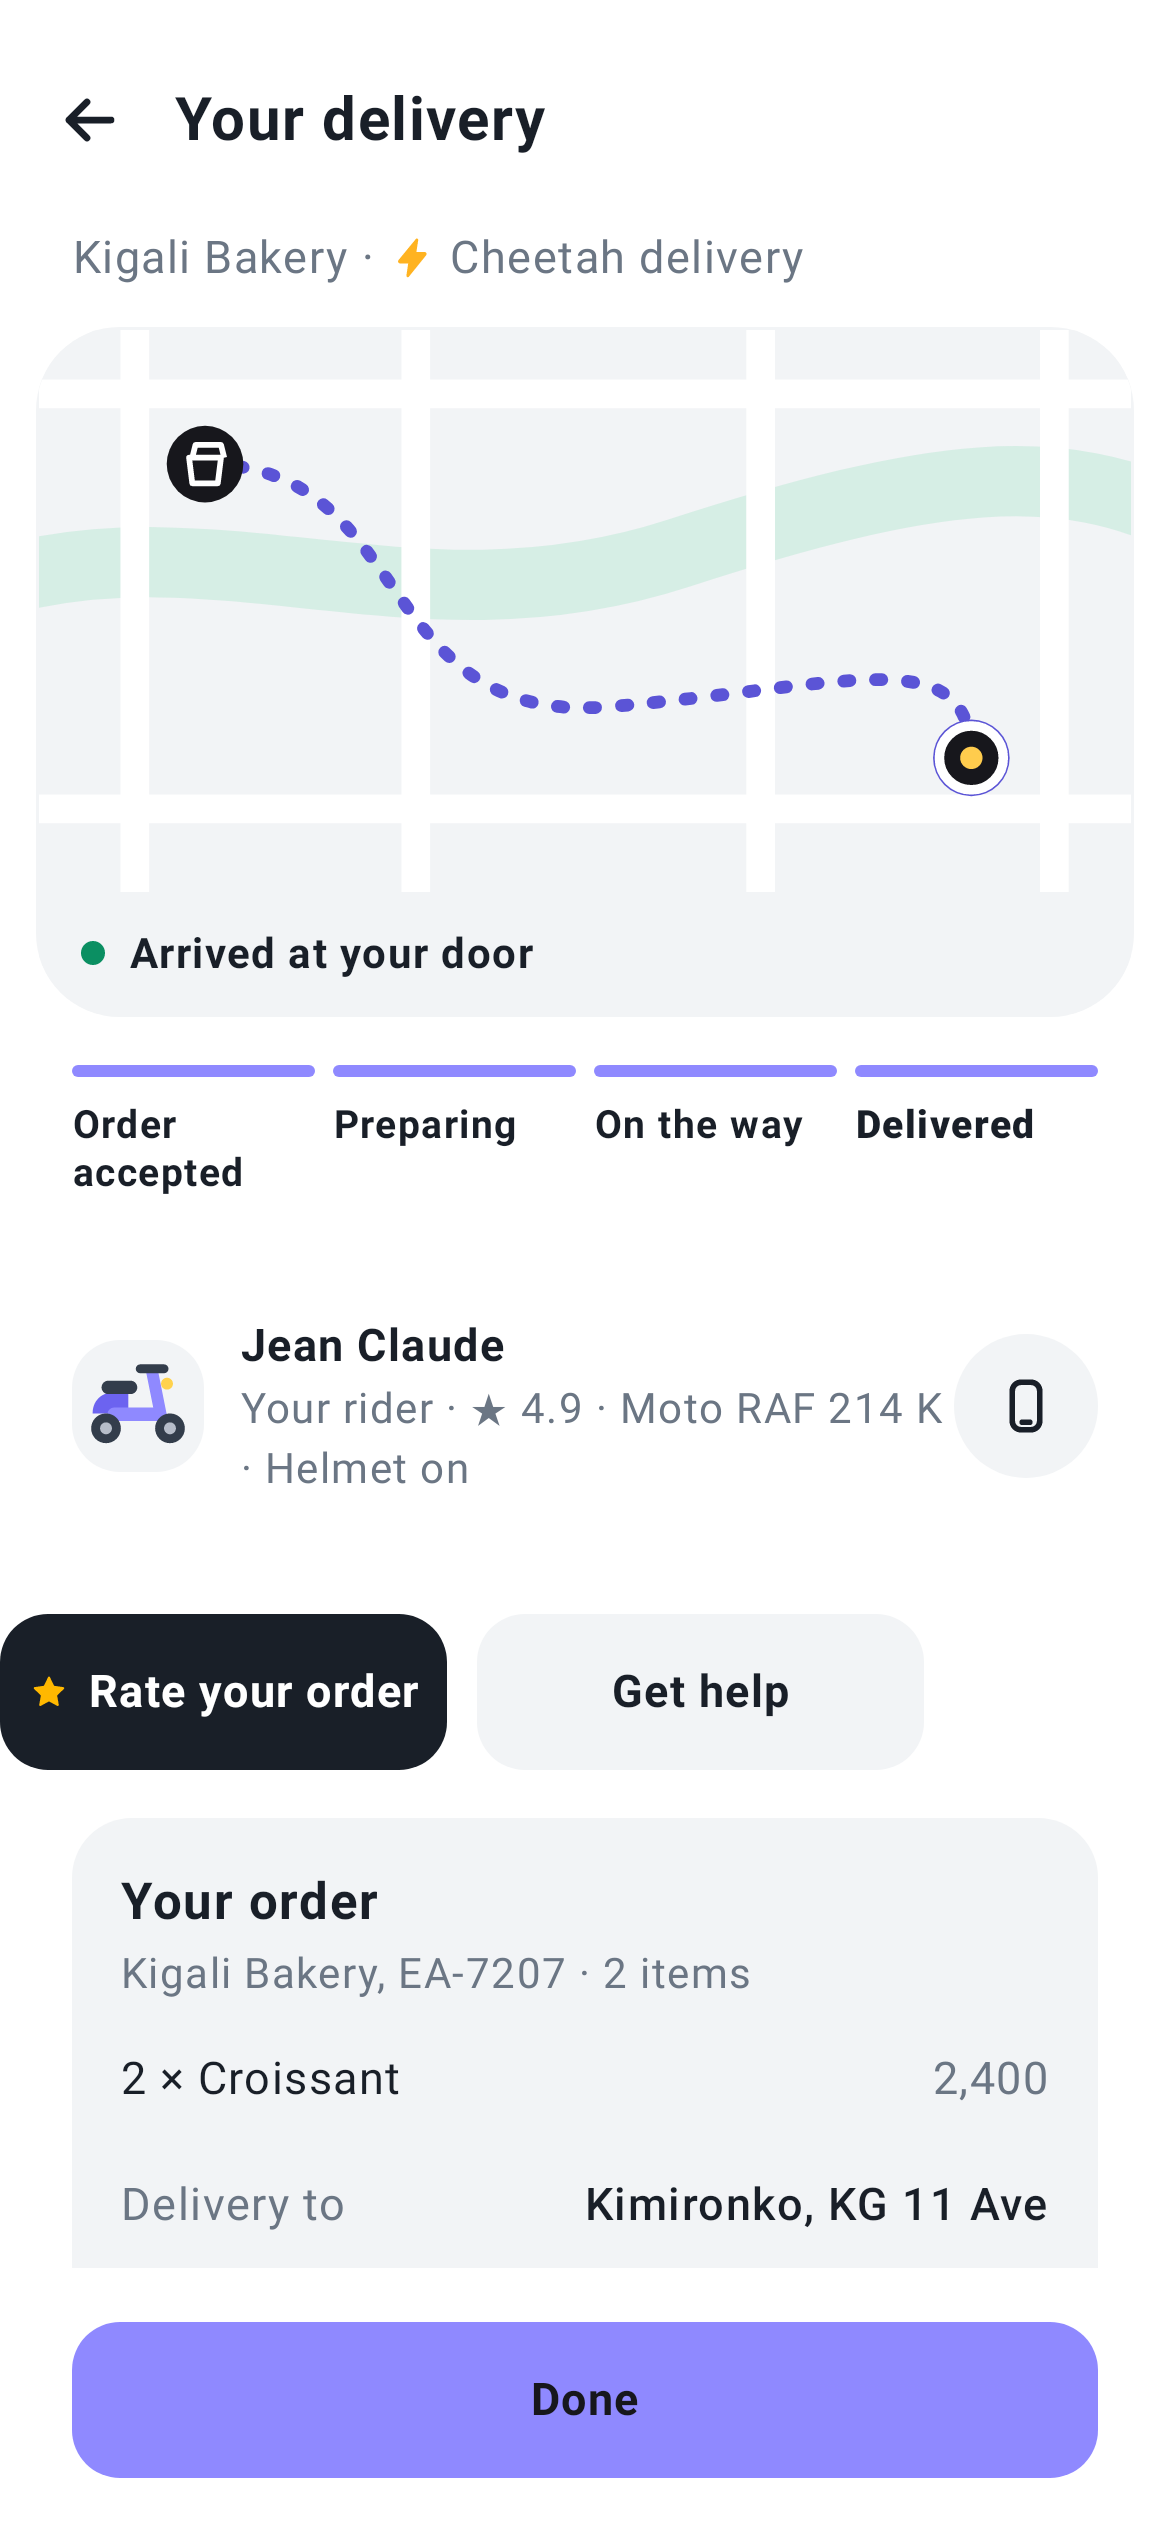 Your delivery
Kigali Bakery · Cheetah delivery
Arrived at your door
Order accepted
Preparing
On the way
Delivered
Jean Claude
Your rider · ★ 4.9 · Moto RAF 214 K
· Helmet on
Rate your order
Get help
Your order
Kigali Bakery, EA-7207 · 2 items
2 × Croissant 2,400
Delivery to Kimironko, KG 11 Ave
Done